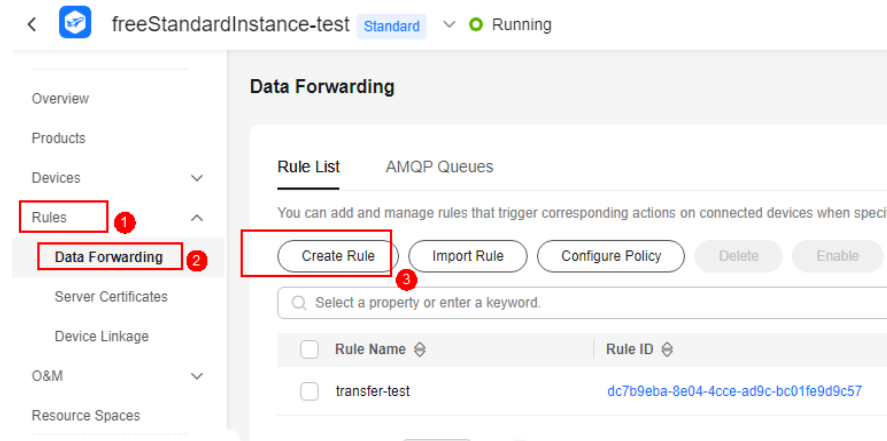 freeStandardInstance-test Standard Running
Overview
Products
Devices
Rules 1
Data Forwarding 2
Server Certificates
Device Linkage
O&M
Resource Spaces
Data Forwarding
Rule List AMQP Queues
You can add and manage rules that trigger corresponding actions on connected devices when speci
Create Rule Import Rule Configure Policy Delete Enable
3
Select a property or enter a keyword.
Rule Name Rule ID
transfer-test dc7b9eba-8e04-4cce-ad9c-bc01fe9d9c57